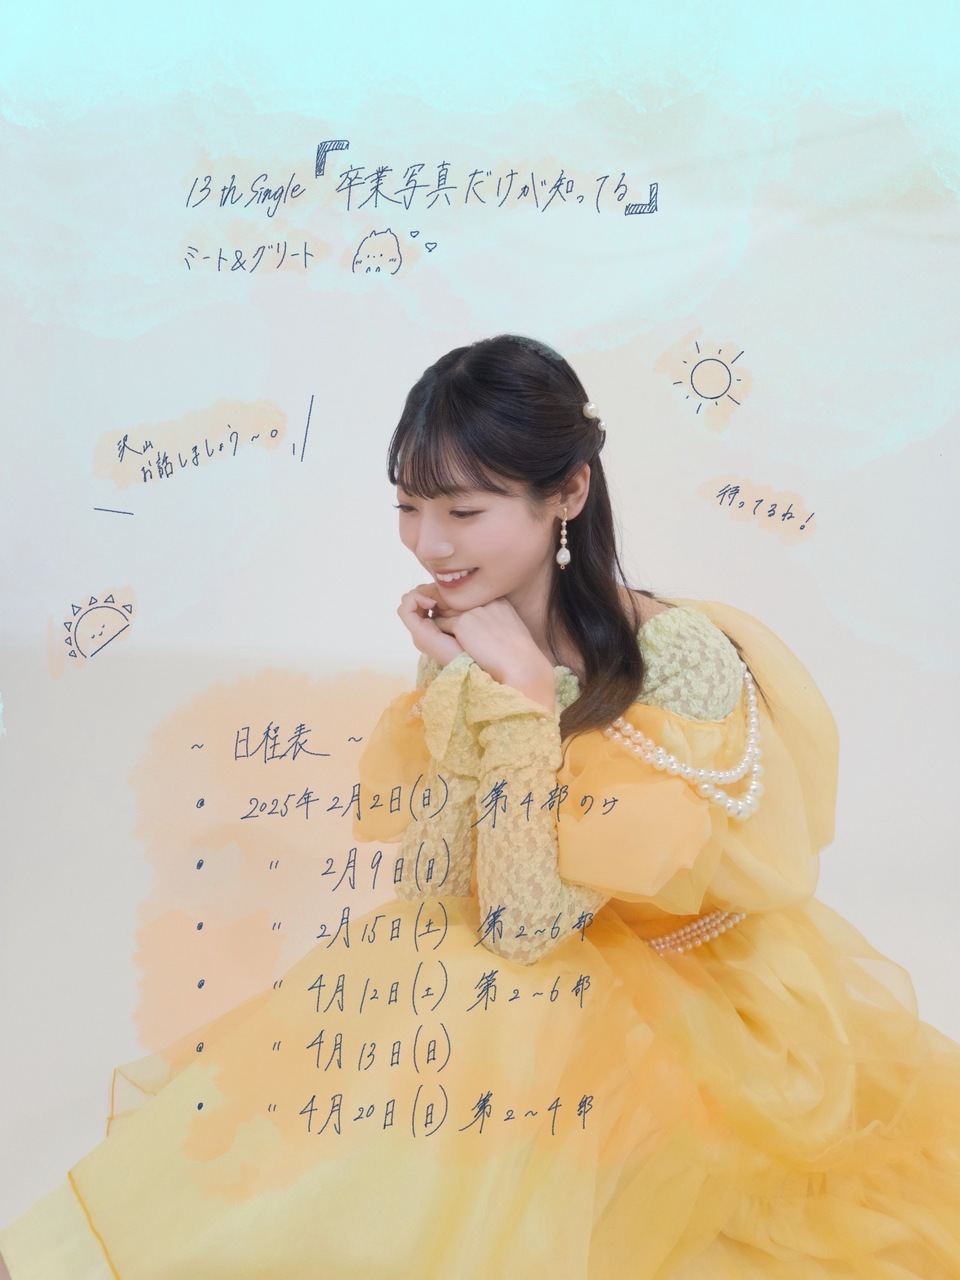 13th Single『卒業写真だけが知ってる』
ミート&グリート
沢山
お話しましょう〜。
待ってるね!
~ 日程表 ~
• 2025年2月2日(日) 第4部のみ
• 〃 2月9日(日)
• 〃 2月15日(土) 第2~6部
• 〃 4月12日(土) 第2~6部
• 〃 4月13日(日)
• 〃 4月20日(日) 第2~4部